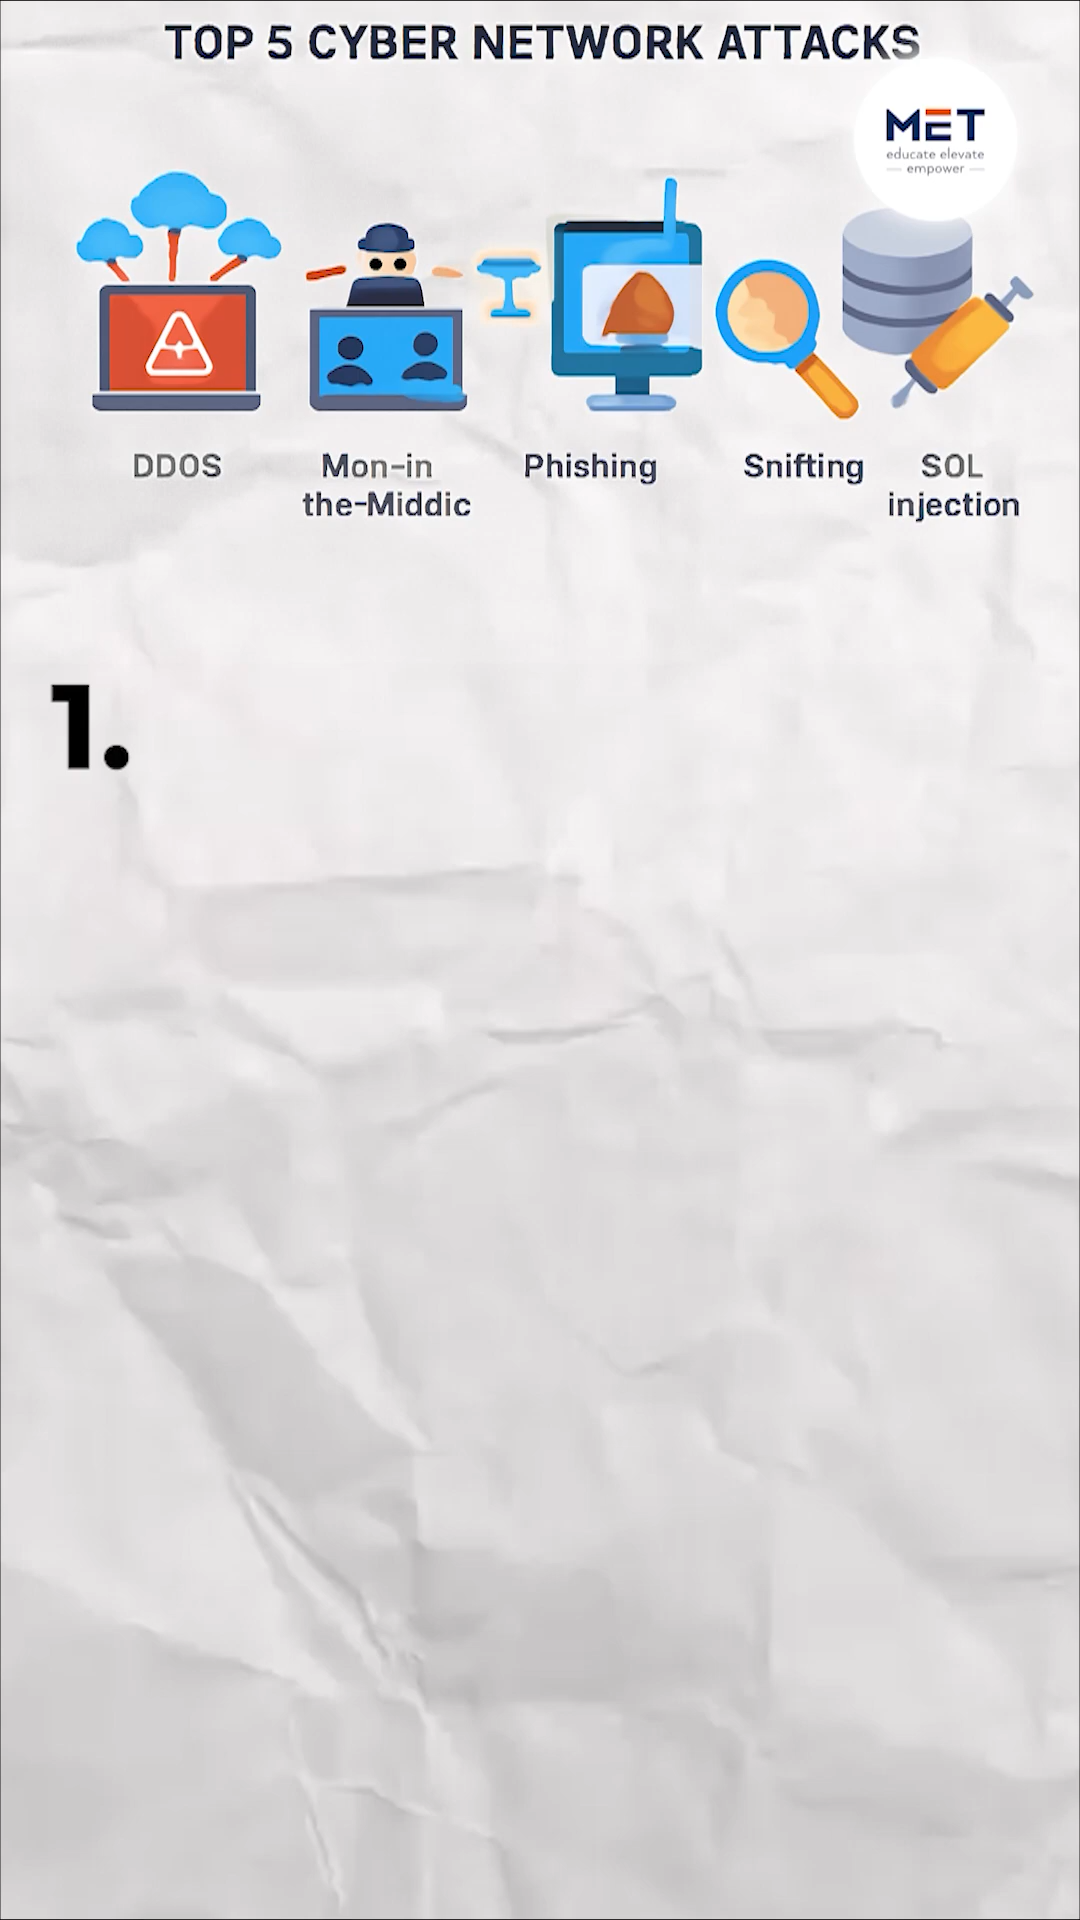 TOP 5 CYBER NETWORK ATTACKS
MET
educate elevate
empower
DDOS
Mon-in
the-Middic
Phishing
Snifting
SOL
injection
1.